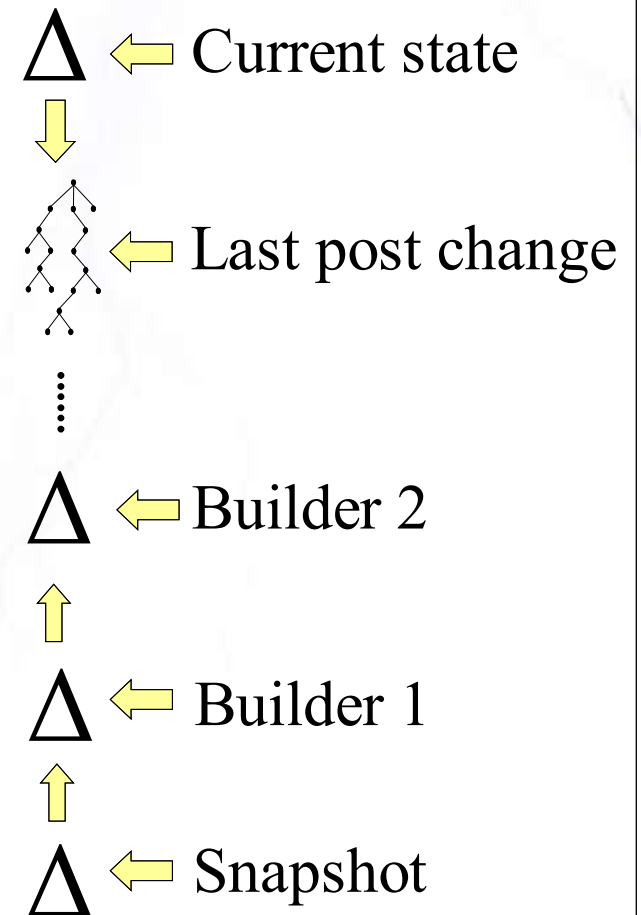 Δ Current state
Last post change
Δ Builder 2
Δ Builder 1
Δ Snapshot